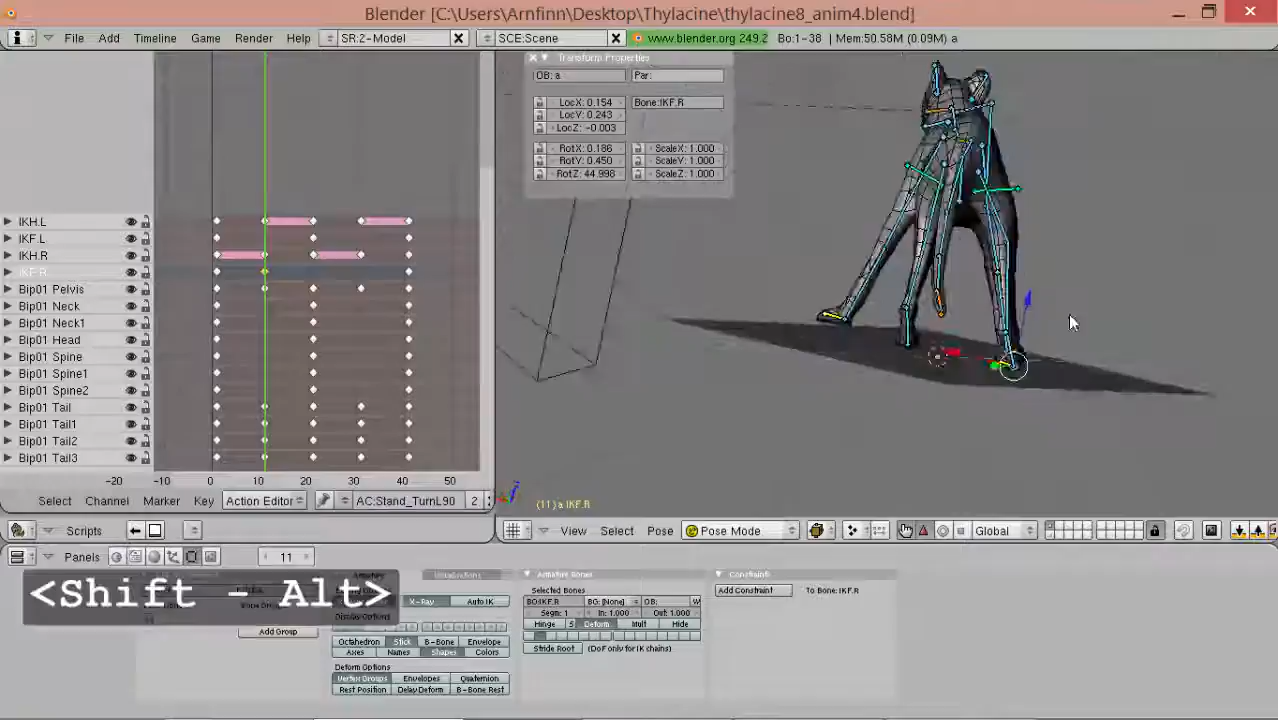 Blender [C:\Users\Arnfinn\Desktop\Thylacine\thylacine8_anim4.blend]
File Add Timeline Game Render Help SR:2-Model SCE:Scene www.blender.org 249.2 Bo:1-38 | Mem:50.58M (0.09M) a
Transform Properties
OB: a Par:
LocX: 0.154 Bone:IKF.R
LocY: 0.243
LocZ: -0.003
RotX: 0.186 ScaleX: 1.000
RotY: 0.450 ScaleY: 1.000
RotZ: 44.998 ScaleZ: 1.000
IKH.L
IKF.L
IKH.R
IKF.R
Bip01 Pelvis
Bip01 Neck
Bip01 Neck1
Bip01 Head
Bip01 Spine
Bip01 Spine1
Bip01 Spine2
Bip01 Tail
Bip01 Tail1
Bip01 Tail2
Bip01 Tail3
-20 -10 0 10 20 30 40 50
Select Channel Marker Key Action Editor AC:Stand_TurnL90 2
(11) a IKF.R
Scripts
View Select Pose Pose Mode Global
Panels 11
<Shift - Alt>
Armature Bones
Constraints
Selected Bones
Add Constraint To Bone: IKF.R
X-Ray Auto IK
BO:IKF.R BG: [None] OB: W
Segm: 1 In: 1.000 Out: 1.000
Hinge S Deform Mult Hide
Add Group
Octahedron Stick B-Bone Envelope
Axes Names Shapes Colors
Stride Root (DoF only for IK chains)
Deform Options
Vertex Groups Envelopes Quaternion
Rest Position Delay Deform B-Bone Rest